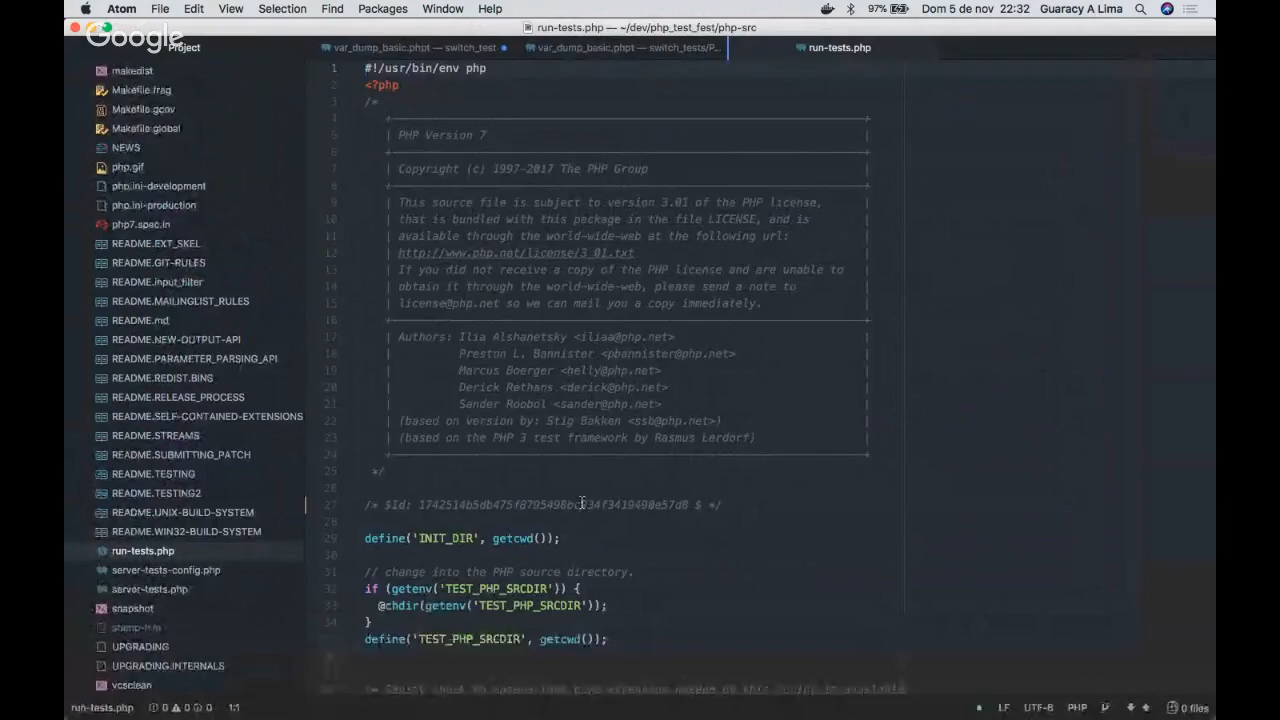 Atom File Edit View Selection Find Packages Window Help 97% Dom 5 de nov 22:32 Guaracy A Lima
run-tests.php — ~/dev/php_test_fest/php-src
Google
Project
var_dump_basic.phpt — switch_test
var_dump_basic.phpt — switch_tests/P...
run-tests.php
makedist
Makefile.frag
Makefile.gcov
Makefile.global
NEWS
php.gif
php.ini-development
php.ini-production
php7.spec.in
README.EXT_SKEL
README.GIT-RULES
README.input_filter
README.MAILINGLIST_RULES
README.md
README.NEW-OUTPUT-API
README.PARAMETER_PARSING_API
README.REDIST.BINS
README.RELEASE_PROCESS
README.SELF-CONTAINED-EXTENSIONS
README.STREAMS
README.SUBMITTING_PATCH
README.TESTING
README.TESTING2
README.UNIX-BUILD-SYSTEM
README.WIN32-BUILD-SYSTEM
run-tests.php
server-tests-config.php
server-tests.php
snapshot
stamp-h.in
UPGRADING
UPGRADING.INTERNALS
vcsclean
1 #!/usr/bin/env php
2 <?php
3 /*
4 +----------------------------------------------------------------------+
5 | PHP Version 7 |
6 +----------------------------------------------------------------------+
7 | Copyright (c) 1997-2017 The PHP Group |
8 +----------------------------------------------------------------------+
9 | This source file is subject to version 3.01 of the PHP license, |
10 | that is bundled with this package in the file LICENSE, and is |
11 | available through the world-wide-web at the following url: |
12 | http://www.php.net/license/3_01.txt |
13 | If you did not receive a copy of the PHP license and are unable to |
14 | obtain it through the world-wide-web, please send a note to |
15 | license@php.net so we can mail you a copy immediately. |
16 +----------------------------------------------------------------------+
17 | Authors: Ilia Alshanetsky <iliaa@php.net> |
18 | Preston L. Bannister <pbannister@php.net> |
19 | Marcus Boerger <helly@php.net> |
20 | Derick Rethans <derick@php.net> |
21 | Sander Roobol <sander@php.net> |
22 | (based on version by: Stig Bakken <ssb@php.net>) |
23 | (based on the PHP 3 test framework by Rasmus Lerdorf) |
24 +----------------------------------------------------------------------+
25 */
26
27 /* $Id: $ */
28
29 define('INIT_DIR', getcwd());
30
31 // change into the PHP source directory.
32 if (getenv('TEST_PHP_SRCDIR')) {
33 @chdir(getenv('TEST_PHP_SRCDIR'));
34 }
define('TEST_PHP_SRCDIR', getcwd());
run-tests.php 0 0 0 1:1 LF UTF-8 PHP 0 files